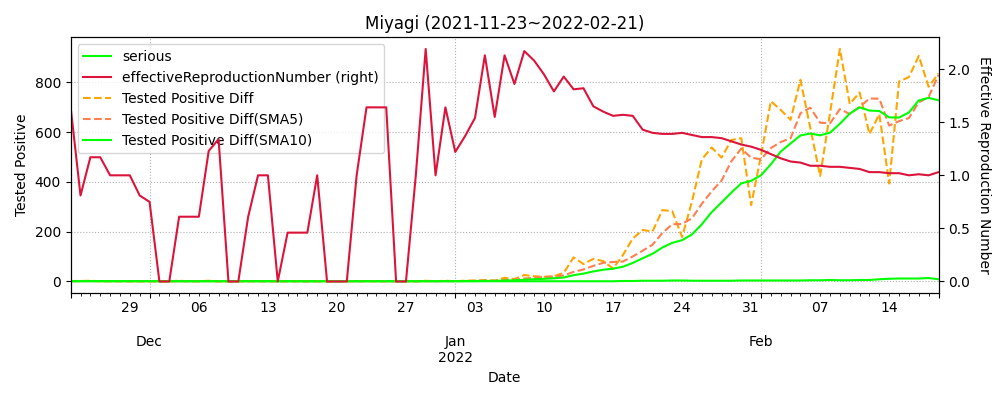 Miyagi (2021-11-23~2022-02-21)
serious
effectiveReproductionNumber (right)
Tested Positive Diff
Tested Positive Diff(SMA5)
Tested Positive Diff(SMA10)
Tested Positive
800
600
400
200
0
2.0
1.5
1.0
0.5
0.0
Effective Reproduction Number
29 06 13 20 27 03 10 17 24 31 07 14
Dec Jan Feb
2022
Date